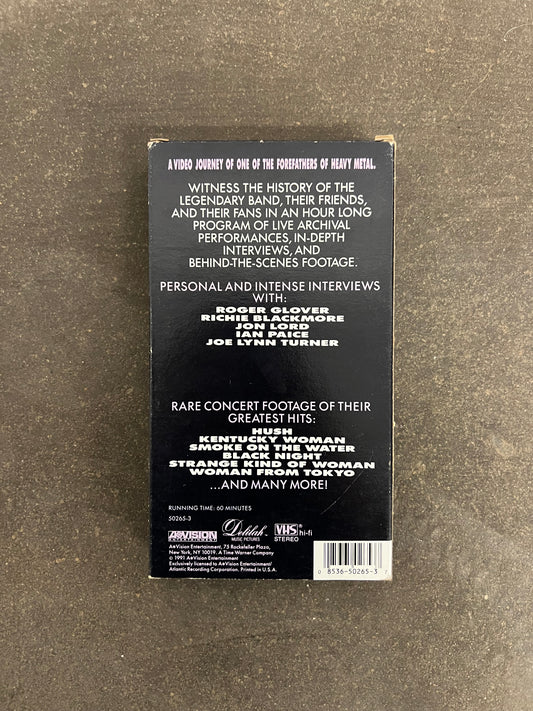 A VIDEO JOURNEY OF ONE OF THE FOREFATHERS OF HEAVY METAL.
WITNESS THE HISTORY OF THE
LEGENDARY BAND, THEIR FRIENDS,
AND THEIR FANS IN AN HOUR LONG
PROGRAM OF LIVE ARCHIVAL
PERFORMANCES, IN-DEPTH
INTERVIEWS, AND
BEHIND-THE-SCENES FOOTAGE.
PERSONAL AND INTENSE INTERVIEWS
WITH:
ROGER GLOVER
RICHIE BLACKMORE
JON LORD
IAN PAICE
JOE LYNN TURNER
RARE CONCERT FOOTAGE OF THEIR
GREATEST HITS:
HUSH
KENTUCKY WOMAN
SMOKE ON THE WATER
BLACK NIGHT
STRANGE KIND OF WOMAN
WOMAN FROM TOKYO
...AND MANY MORE!
RUNNING TIME: 60 MINUTES
50265-3
A★VISION
ENTERTAINMENT
Delilah
MUSIC PICTURES
VHS hi-fi
STEREO
A★Vision Entertainment, 75 Rockefeller Plaza,
New York, NY 10019. A Time Warner Company
© 1991 A★Vision Entertainment
Exclusively licensed to A★Vision Entertainment/
Atlantic Recording Corporation. Printed in U.S.A.
0 8536-50265-3 7